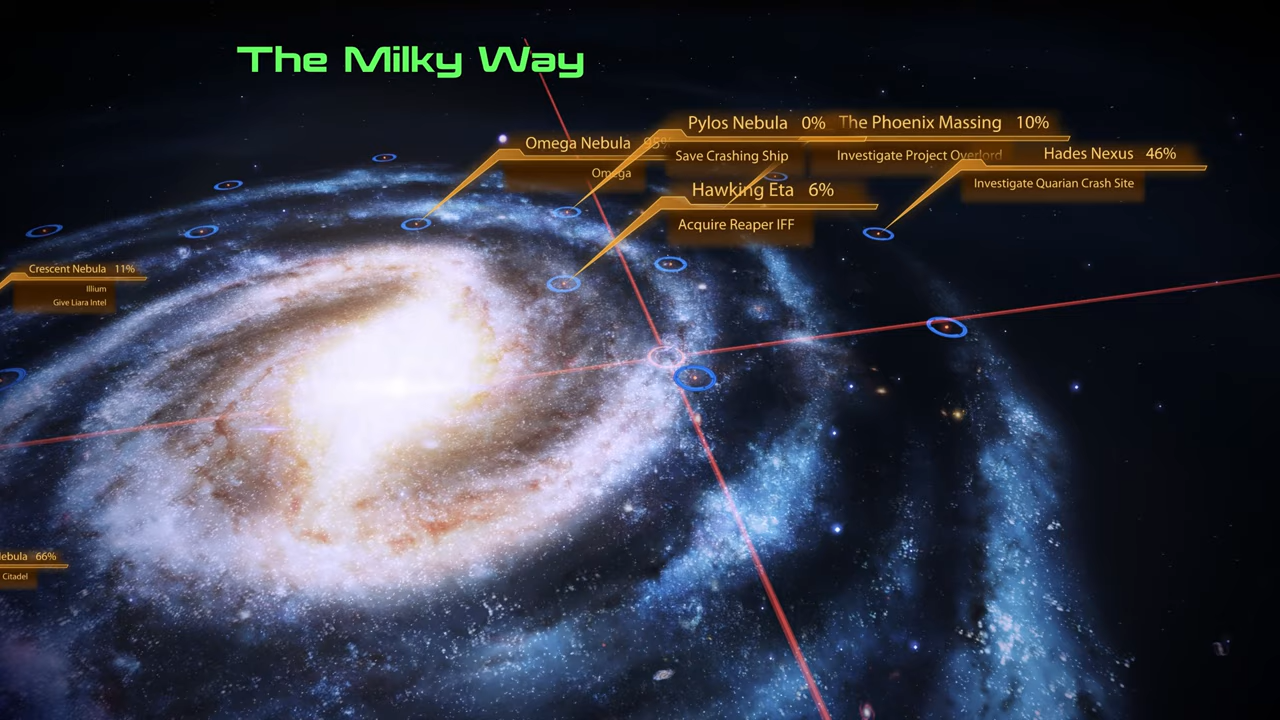 The Milky Way
Pylos Nebula 0%
Save Crashing Ship
The Phoenix Massing 10%
Investigate Project Overlord
Omega Nebula 95%
Omega
Hades Nexus 46%
Investigate Quarian Crash Site
Hawking Eta 6%
Acquire Reaper IFF
Crescent Nebula 11%
Illium
Give Liara Intel
66%
Citadel